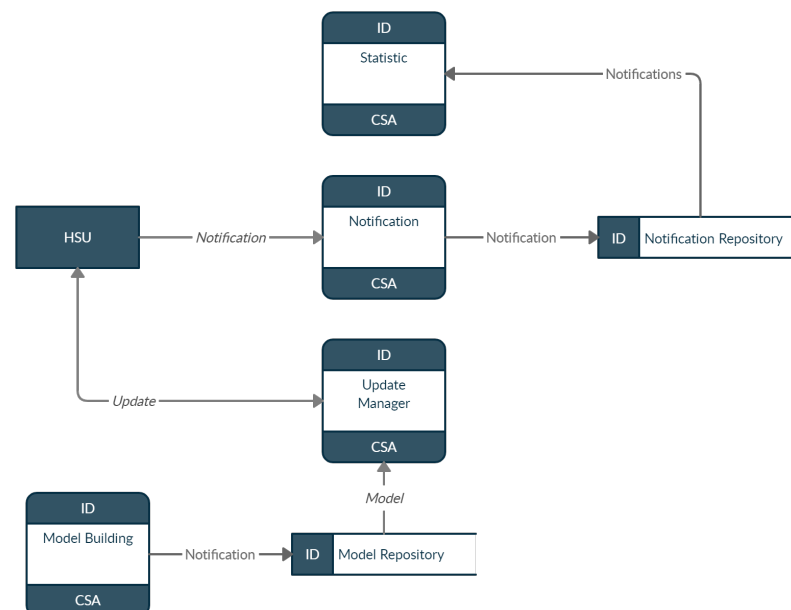 ID
Statistic
CSA
Notifications
ID
Notification
CSA
HSU
Notification
Notification
ID
Notification Repository
ID
Update
Manager
CSA
Update
Model
ID
Model Building
CSA
Notification
ID
Model Repository